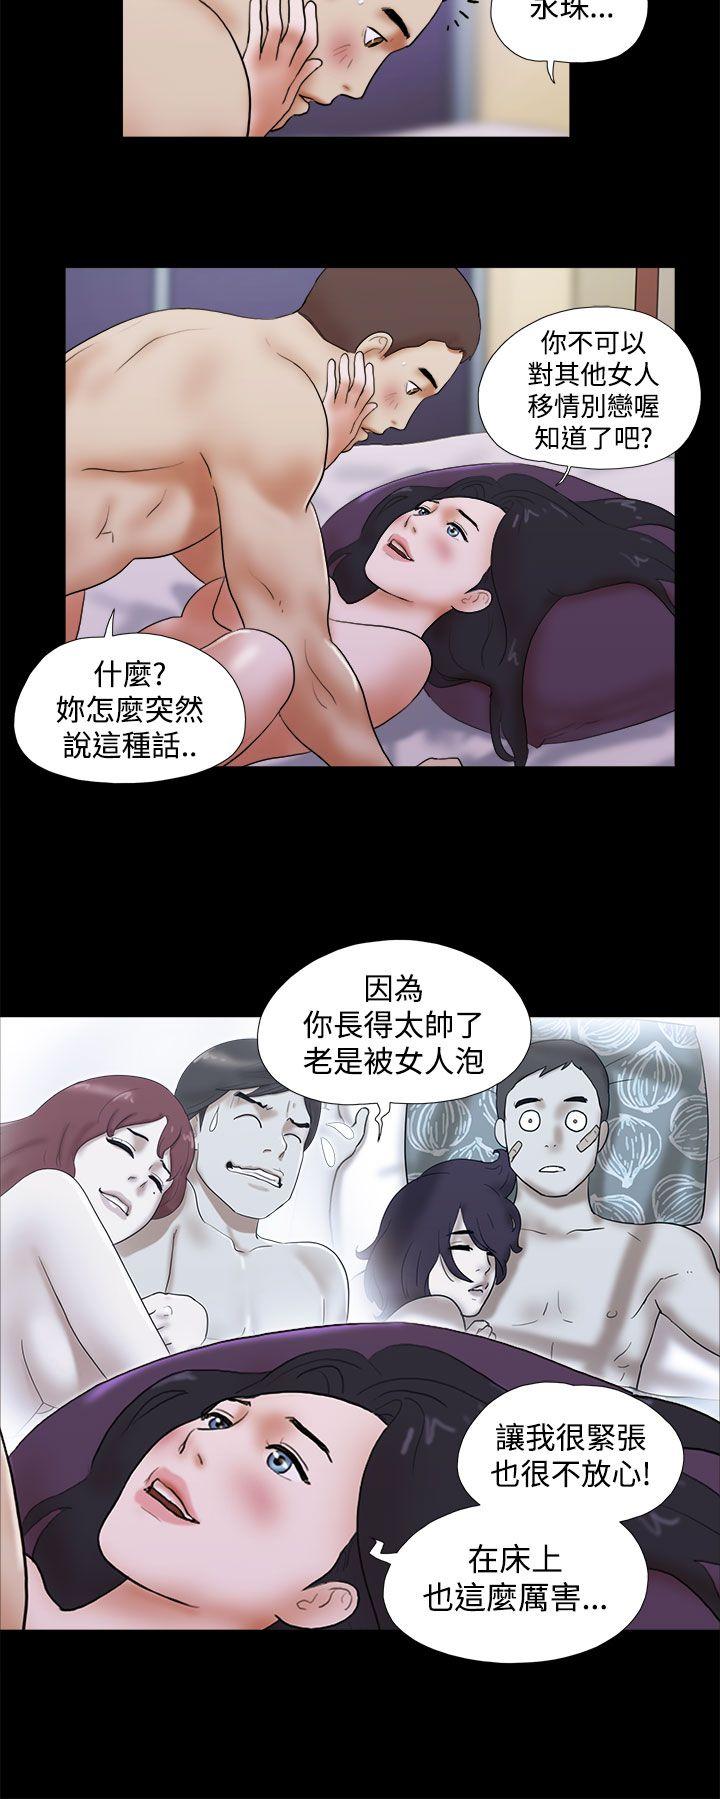 永珠...
你不可以
對其他女人
移情別戀喔
知道了吧?
什麼?
妳怎麼突然
說這種話..
因為
你長得太帥了
老是被女人泡
讓我很緊張
也很不放心!
在床上
也這麼厲害...